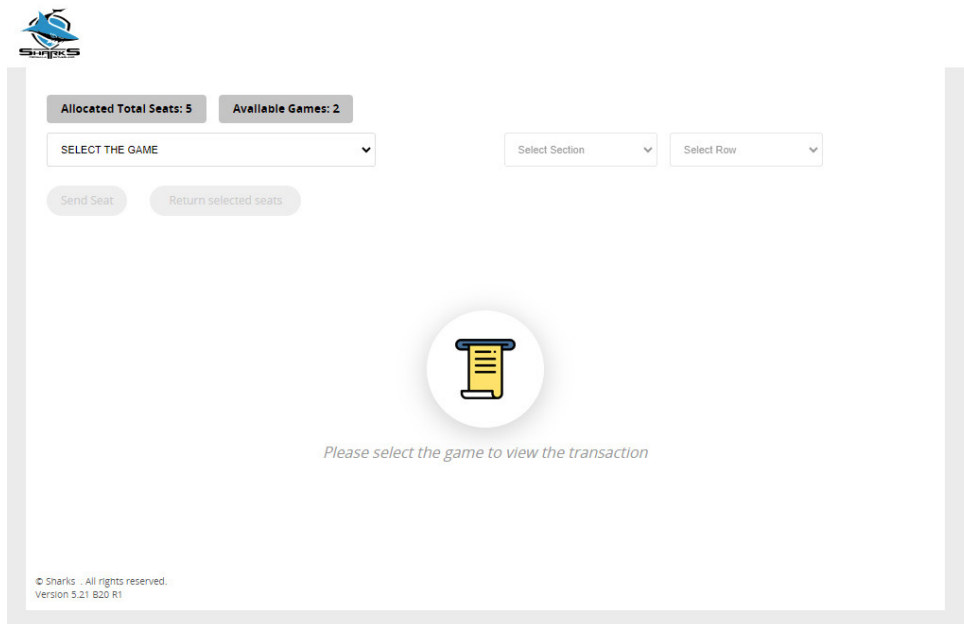 SHARKS
Allocated Total Seats: 5
Available Games: 2
SELECT THE GAME
Select Section
Select Row
Send Seat
Return selected seats
Please select the game to view the transaction
© Sharks . All rights reserved.
Version 5.21 B20 R1